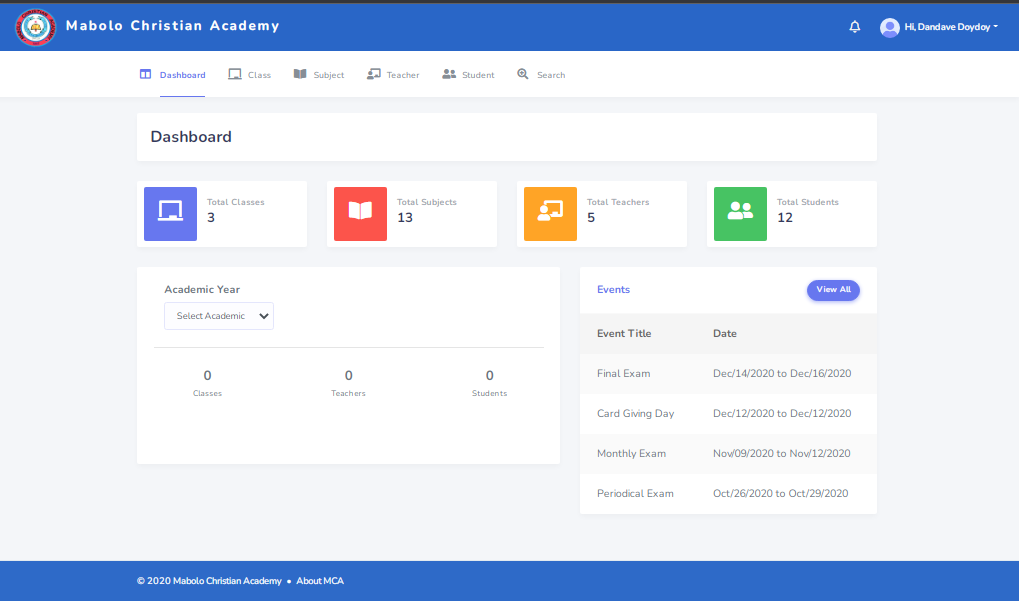 Mabolo Christian Academy
Hi, Dandave Doydoy
Dashboard Class Subject Teacher Student Search
Dashboard
Total Classes
3
Total Subjects
13
Total Teachers
5
Total Students
12
Academic Year
Select Academic
0 0 0
Classes Teachers Students
Events View All
Event Title Date
Final Exam Dec/14/2020 to Dec/16/2020
Card Giving Day Dec/12/2020 to Dec/12/2020
Monthly Exam Nov/09/2020 to Nov/12/2020
Periodical Exam Oct/26/2020 to Oct/29/2020
© 2020 Mabolo Christian Academy • About MCA